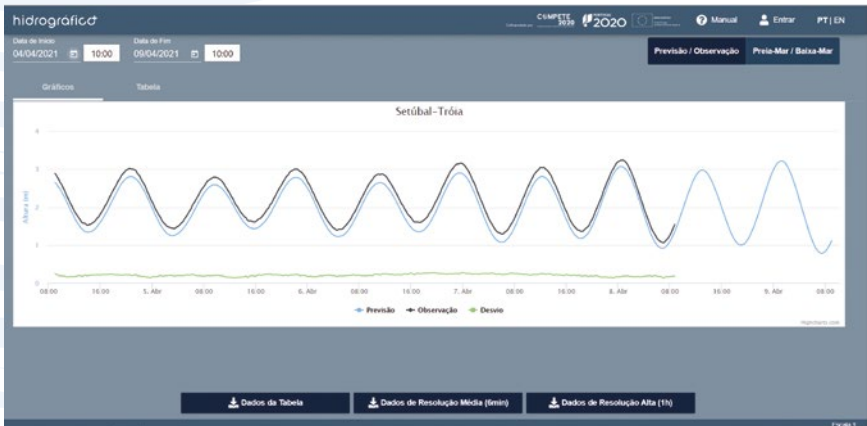 hidrográfico
COMPETE 2020
PORTUGAL 2020
Manual
Entrar
PT | EN
Data de Início
Data de Fim
04/04/2021 10:00
09/04/2021 10:00
Previsão / Observação
Preia-Mar / Baixa-Mar
Gráficos
Tabela
Setúbal-Tróia
Altura (m)
4
3
2
1
0
08:00 16:00 5. Abr 08:00 16:00 6. Abr 08:00 16:00 7. Abr 08:00 16:00 8. Abr 08:00 16:00 9. Abr 08:00
Previsão Observação Desvio
Highcharts.com
Dados da Tabela
Dados de Resolução Média (6min)
Dados de Resolução Alta (1h)